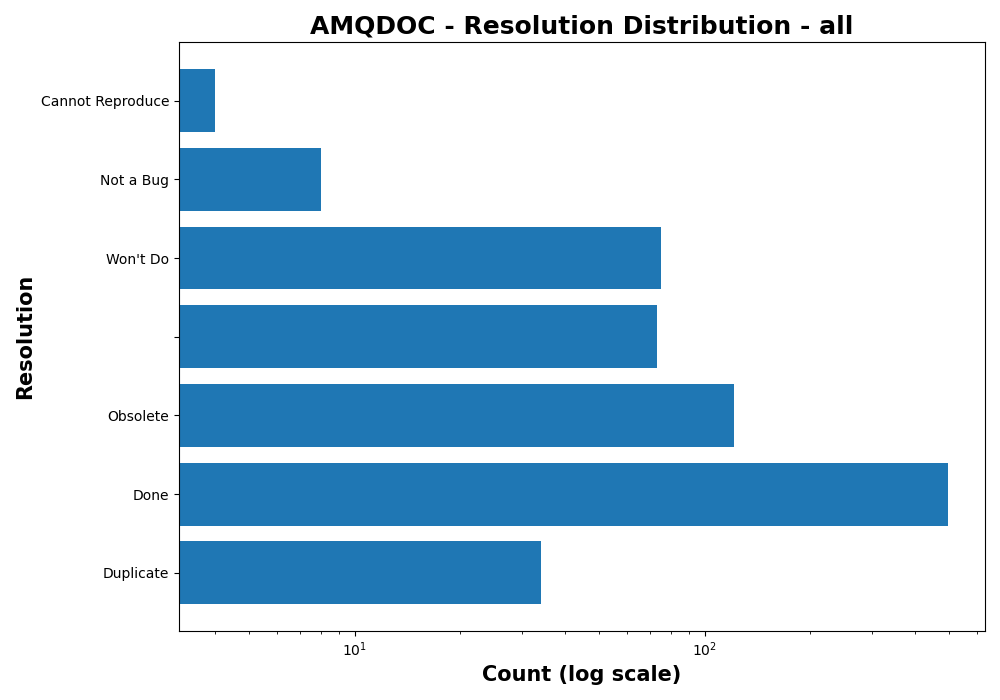 AMQDOC - Resolution Distribution - all
Cannot Reproduce
Not a Bug
Won't Do
Obsolete
Done
Duplicate
Resolution
10¹
10²
Count (log scale)